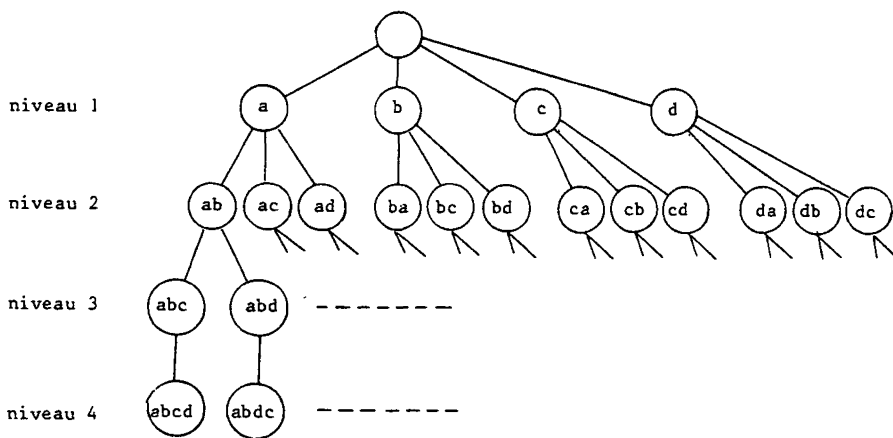 niveau 1 a b c d
niveau 2 ab ac ad ba bc bd ca cb cd da db dc
niveau 3 abc abd
niveau 4 abcd abdc